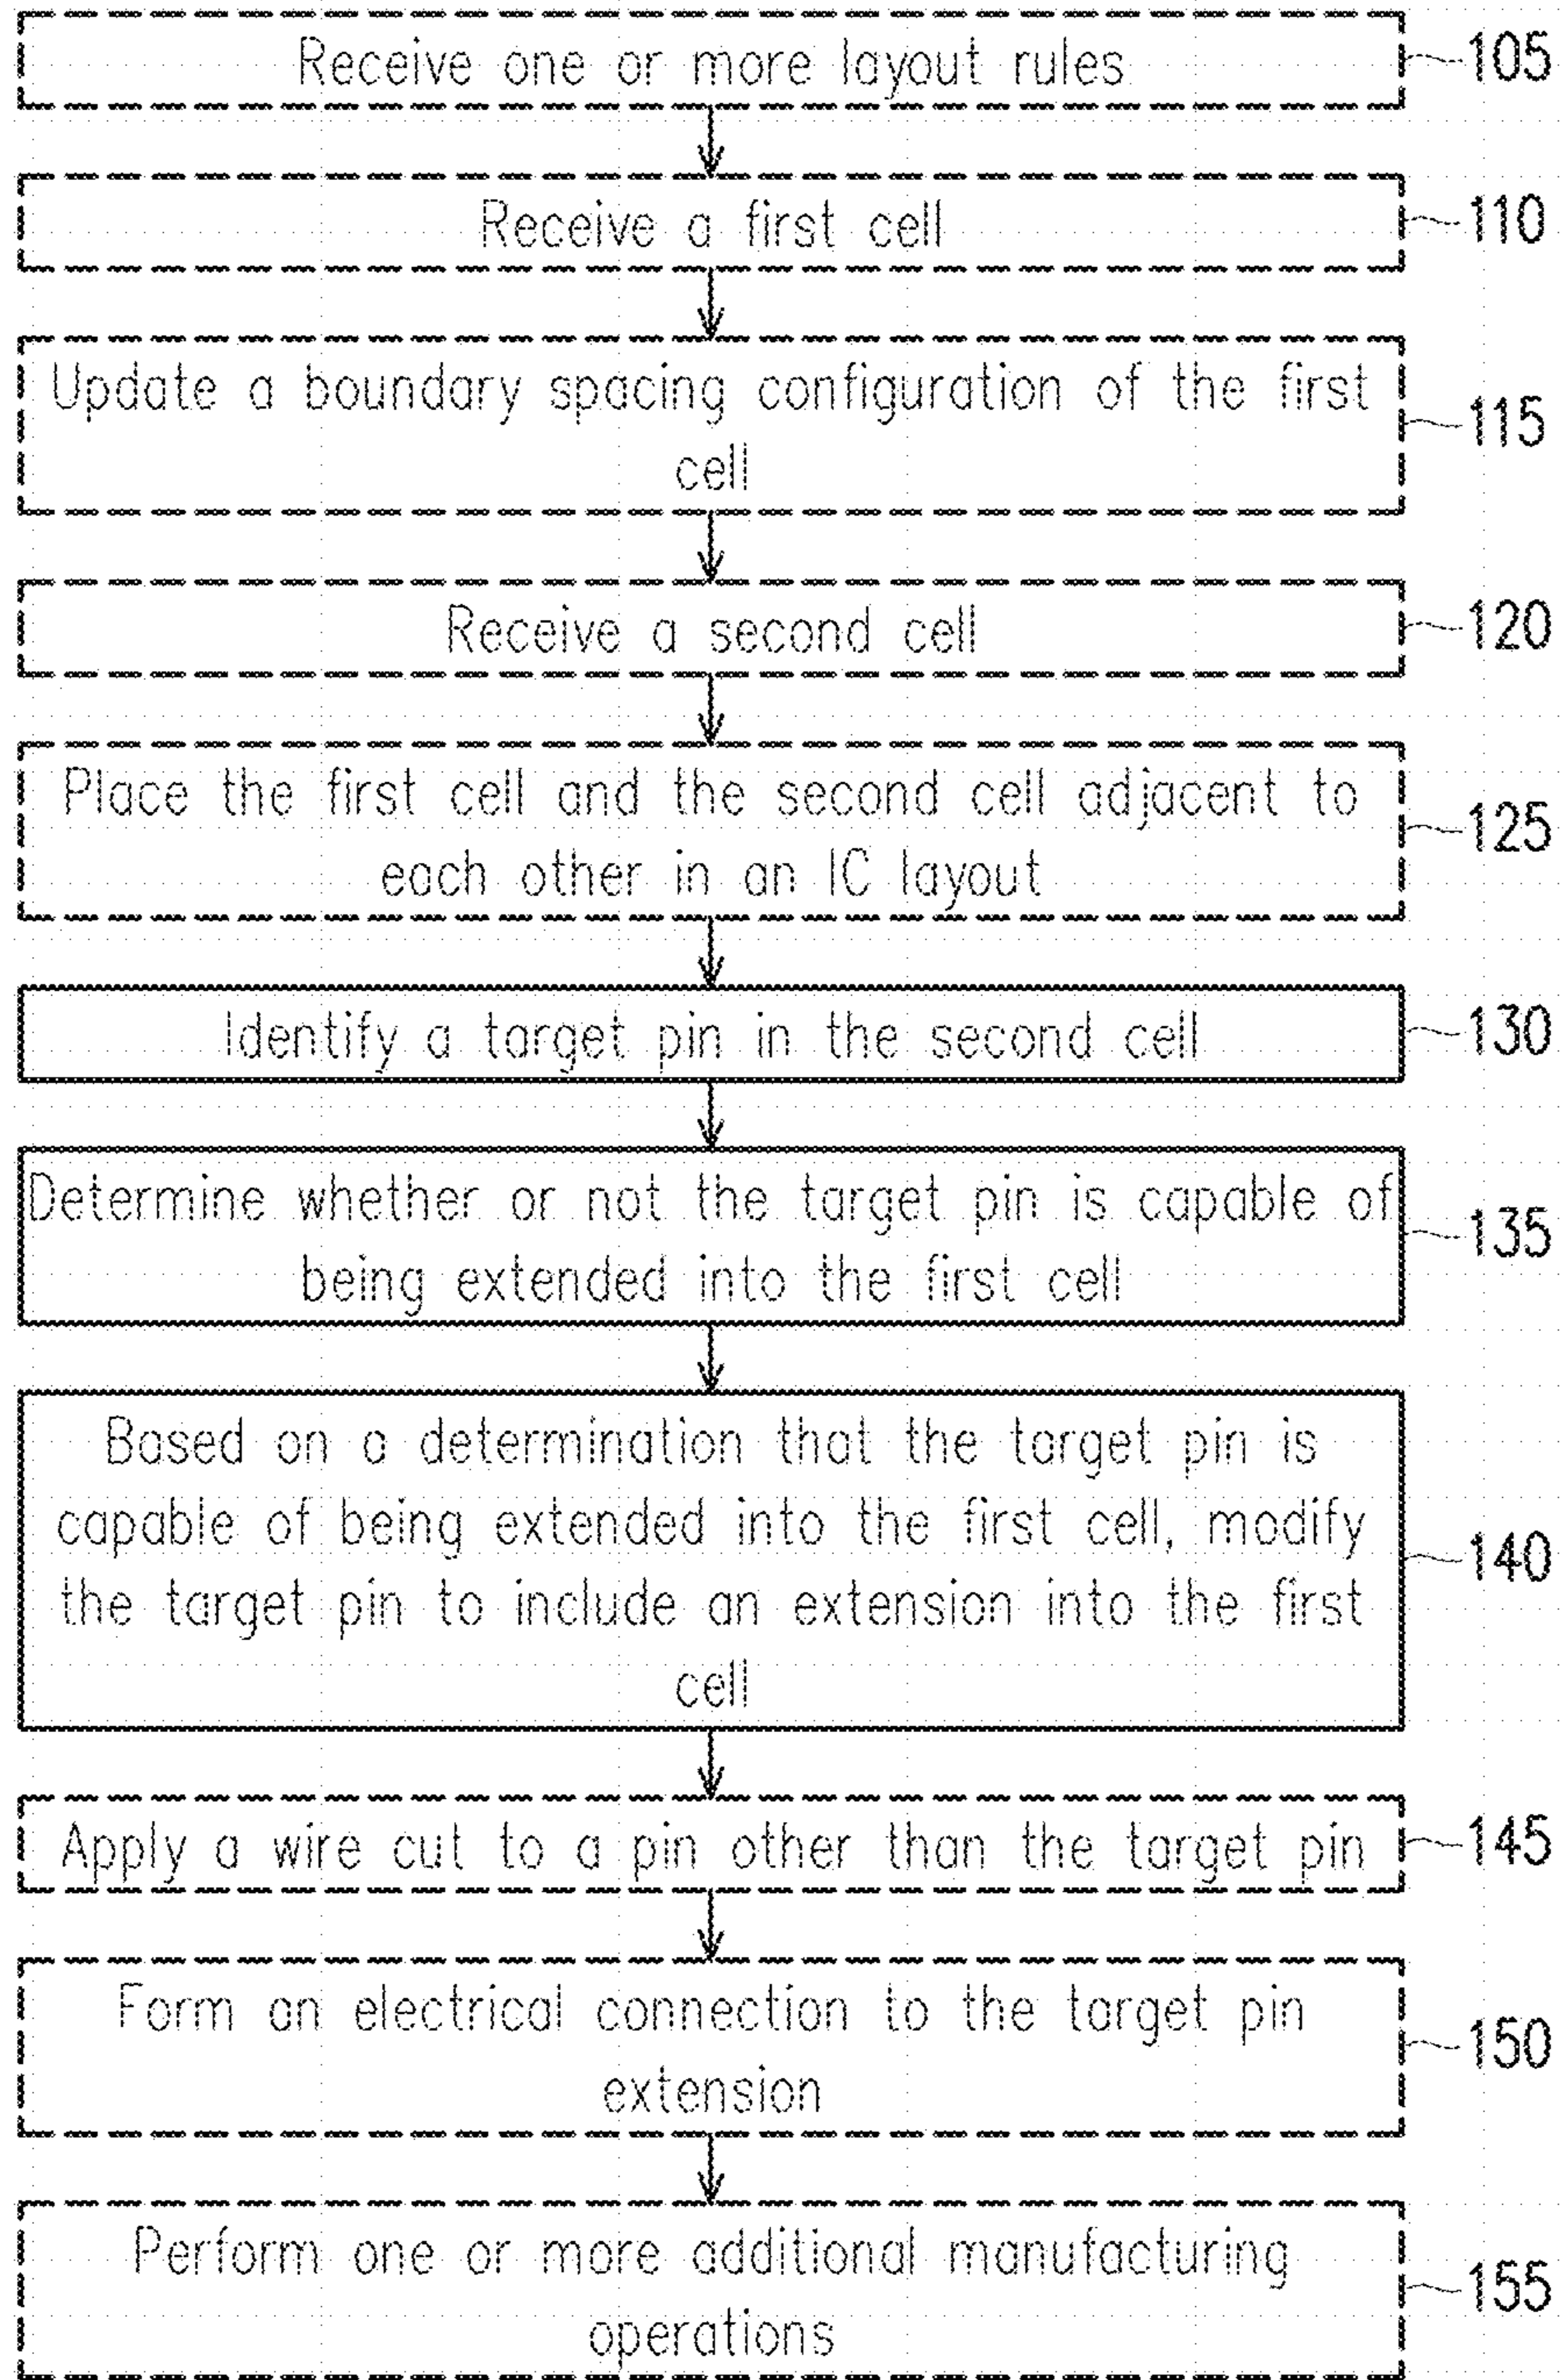 Receive one or more layout rules
105
Receive a first cell
110
Update a boundary spacing configuration of the first
cell
115
Receive a second cell
120
Place the first cell and the second cell adjacent to
each other in an IC layout
125
Identify a target pin in the second cell
130
Determine whether or not the target pin is capable of
being extended into the first cell
135
Based on a determination that the target pin is
capable of being extended into the first cell, modify
the target pin to include an extension into the first
cell
140
Apply a wire cut to a pin other than the target pin
145
Form an electrical connection to the target pin
extension
150
Perform one or more additional manufacturing
operations
155